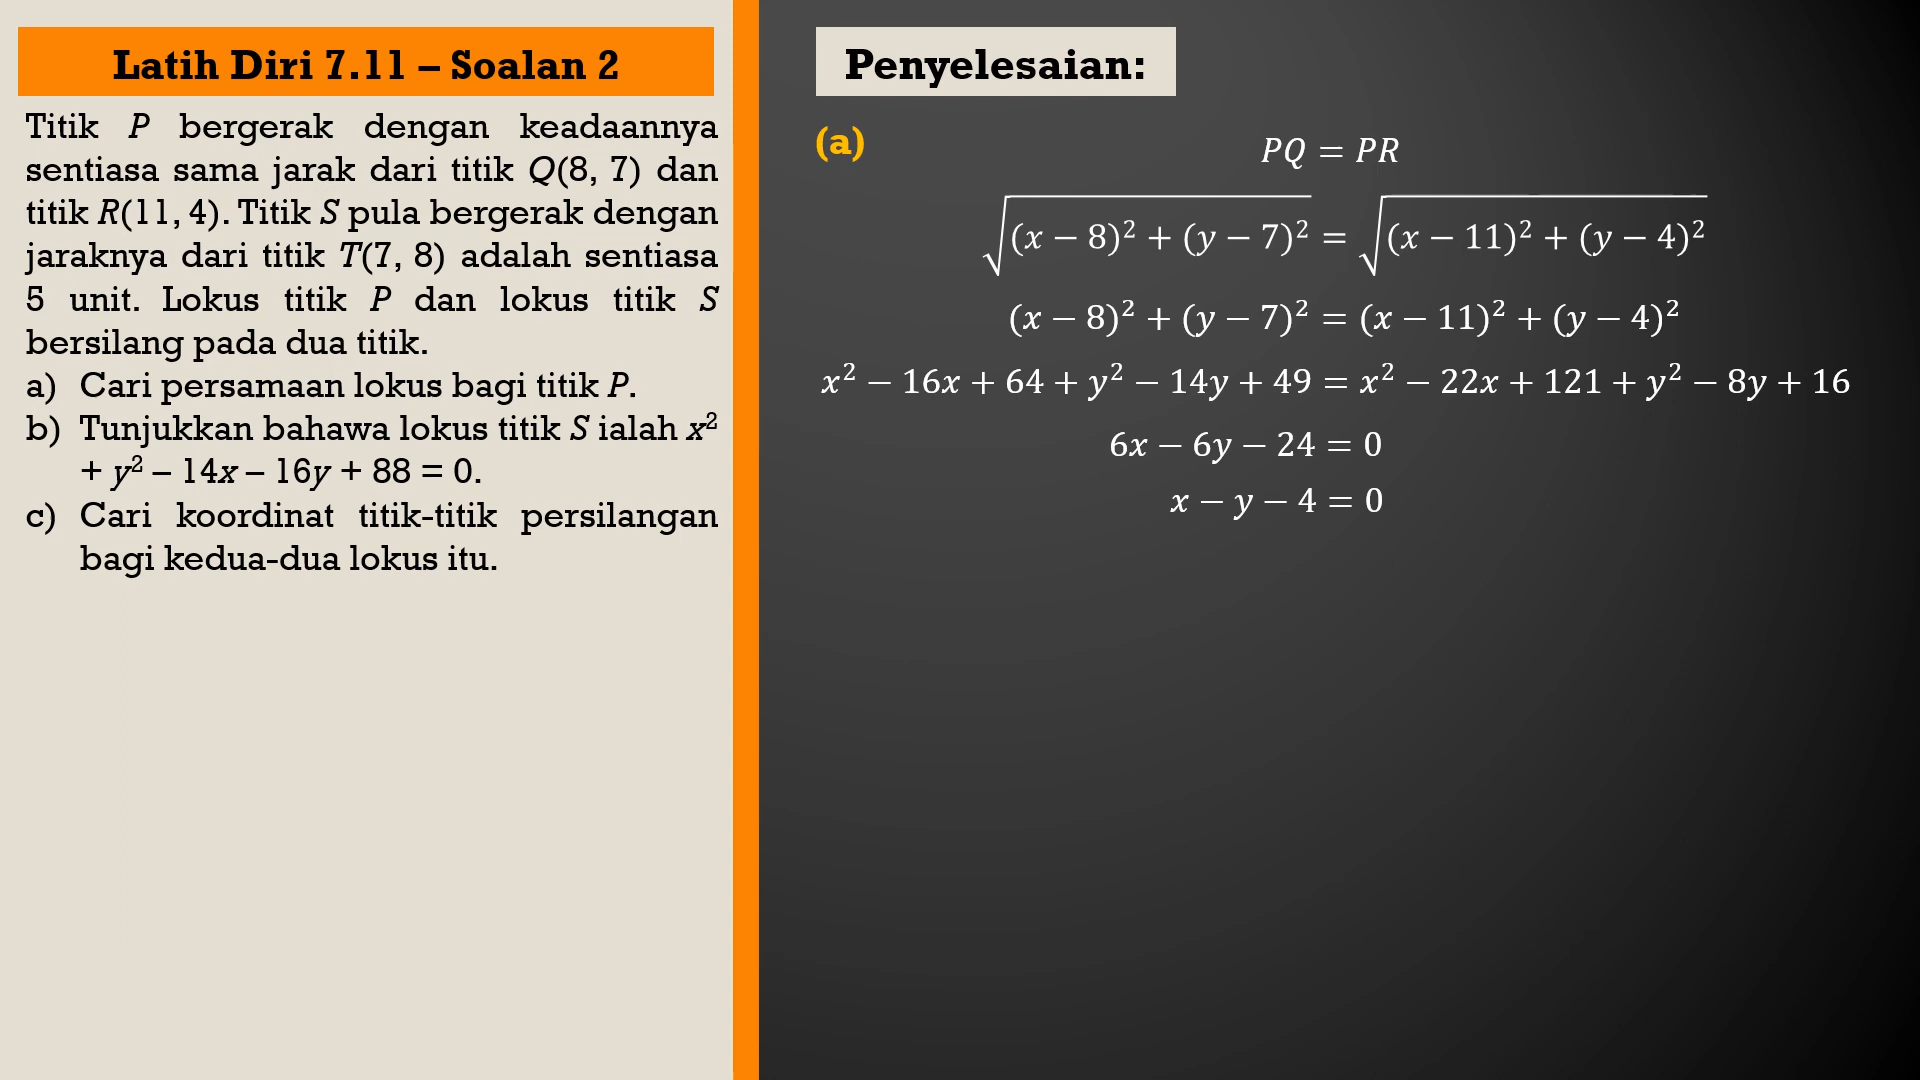 Latih Diri 7.11 – Soalan 2
Titik P bergerak dengan keadaannya
sentiasa sama jarak dari titik Q(8, 7) dan
titik R(11, 4). Titik S pula bergerak dengan
jaraknya dari titik T(7, 8) adalah sentiasa
5 unit. Lokus titik P dan lokus titik S
bersilang pada dua titik.
a) Cari persamaan lokus bagi titik P.
b) Tunjukkan bahawa lokus titik S ialah x²
+ y² – 14x – 16y + 88 = 0.
c) Cari koordinat titik-titik persilangan
bagi kedua-dua lokus itu.
Penyelesaian:
(a)
PQ = PR
√(x − 8)² + (y − 7)² = √(x − 11)² + (y − 4)²
(x − 8)² + (y − 7)² = (x − 11)² + (y − 4)²
x² − 16x + 64 + y² − 14y + 49 = x² − 22x + 121 + y² − 8y + 16
6x − 6y − 24 = 0
x − y − 4 = 0